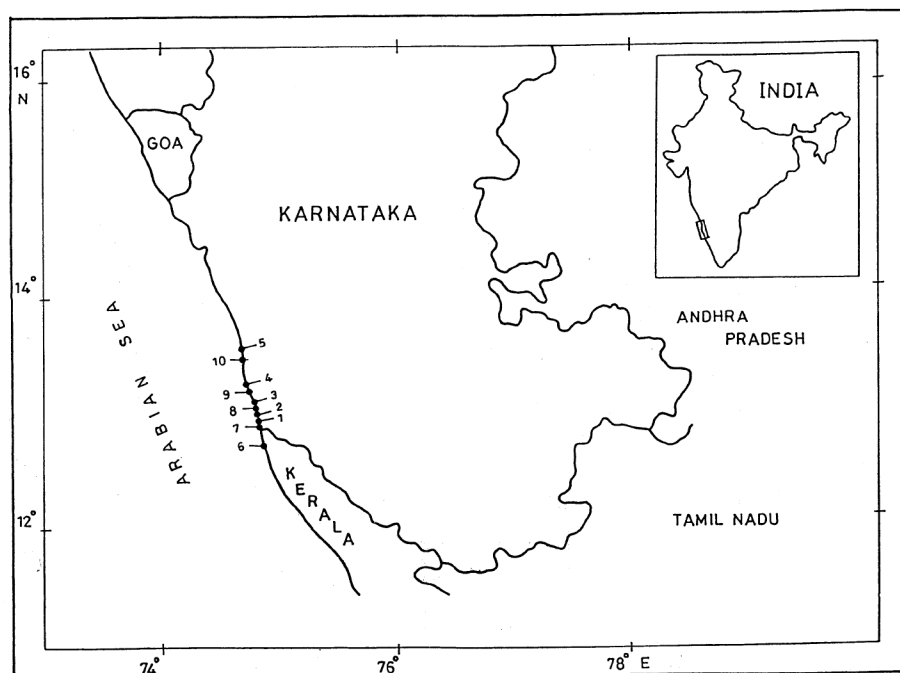 16°
N
INDIA
GOA
KARNATAKA
14°
ARABIAN SEA
ANDHRA
PRADESH
5
10
4
9
3
8
2
1
7
6
KERALA
12°
TAMIL NADU
74°
76°
78° E